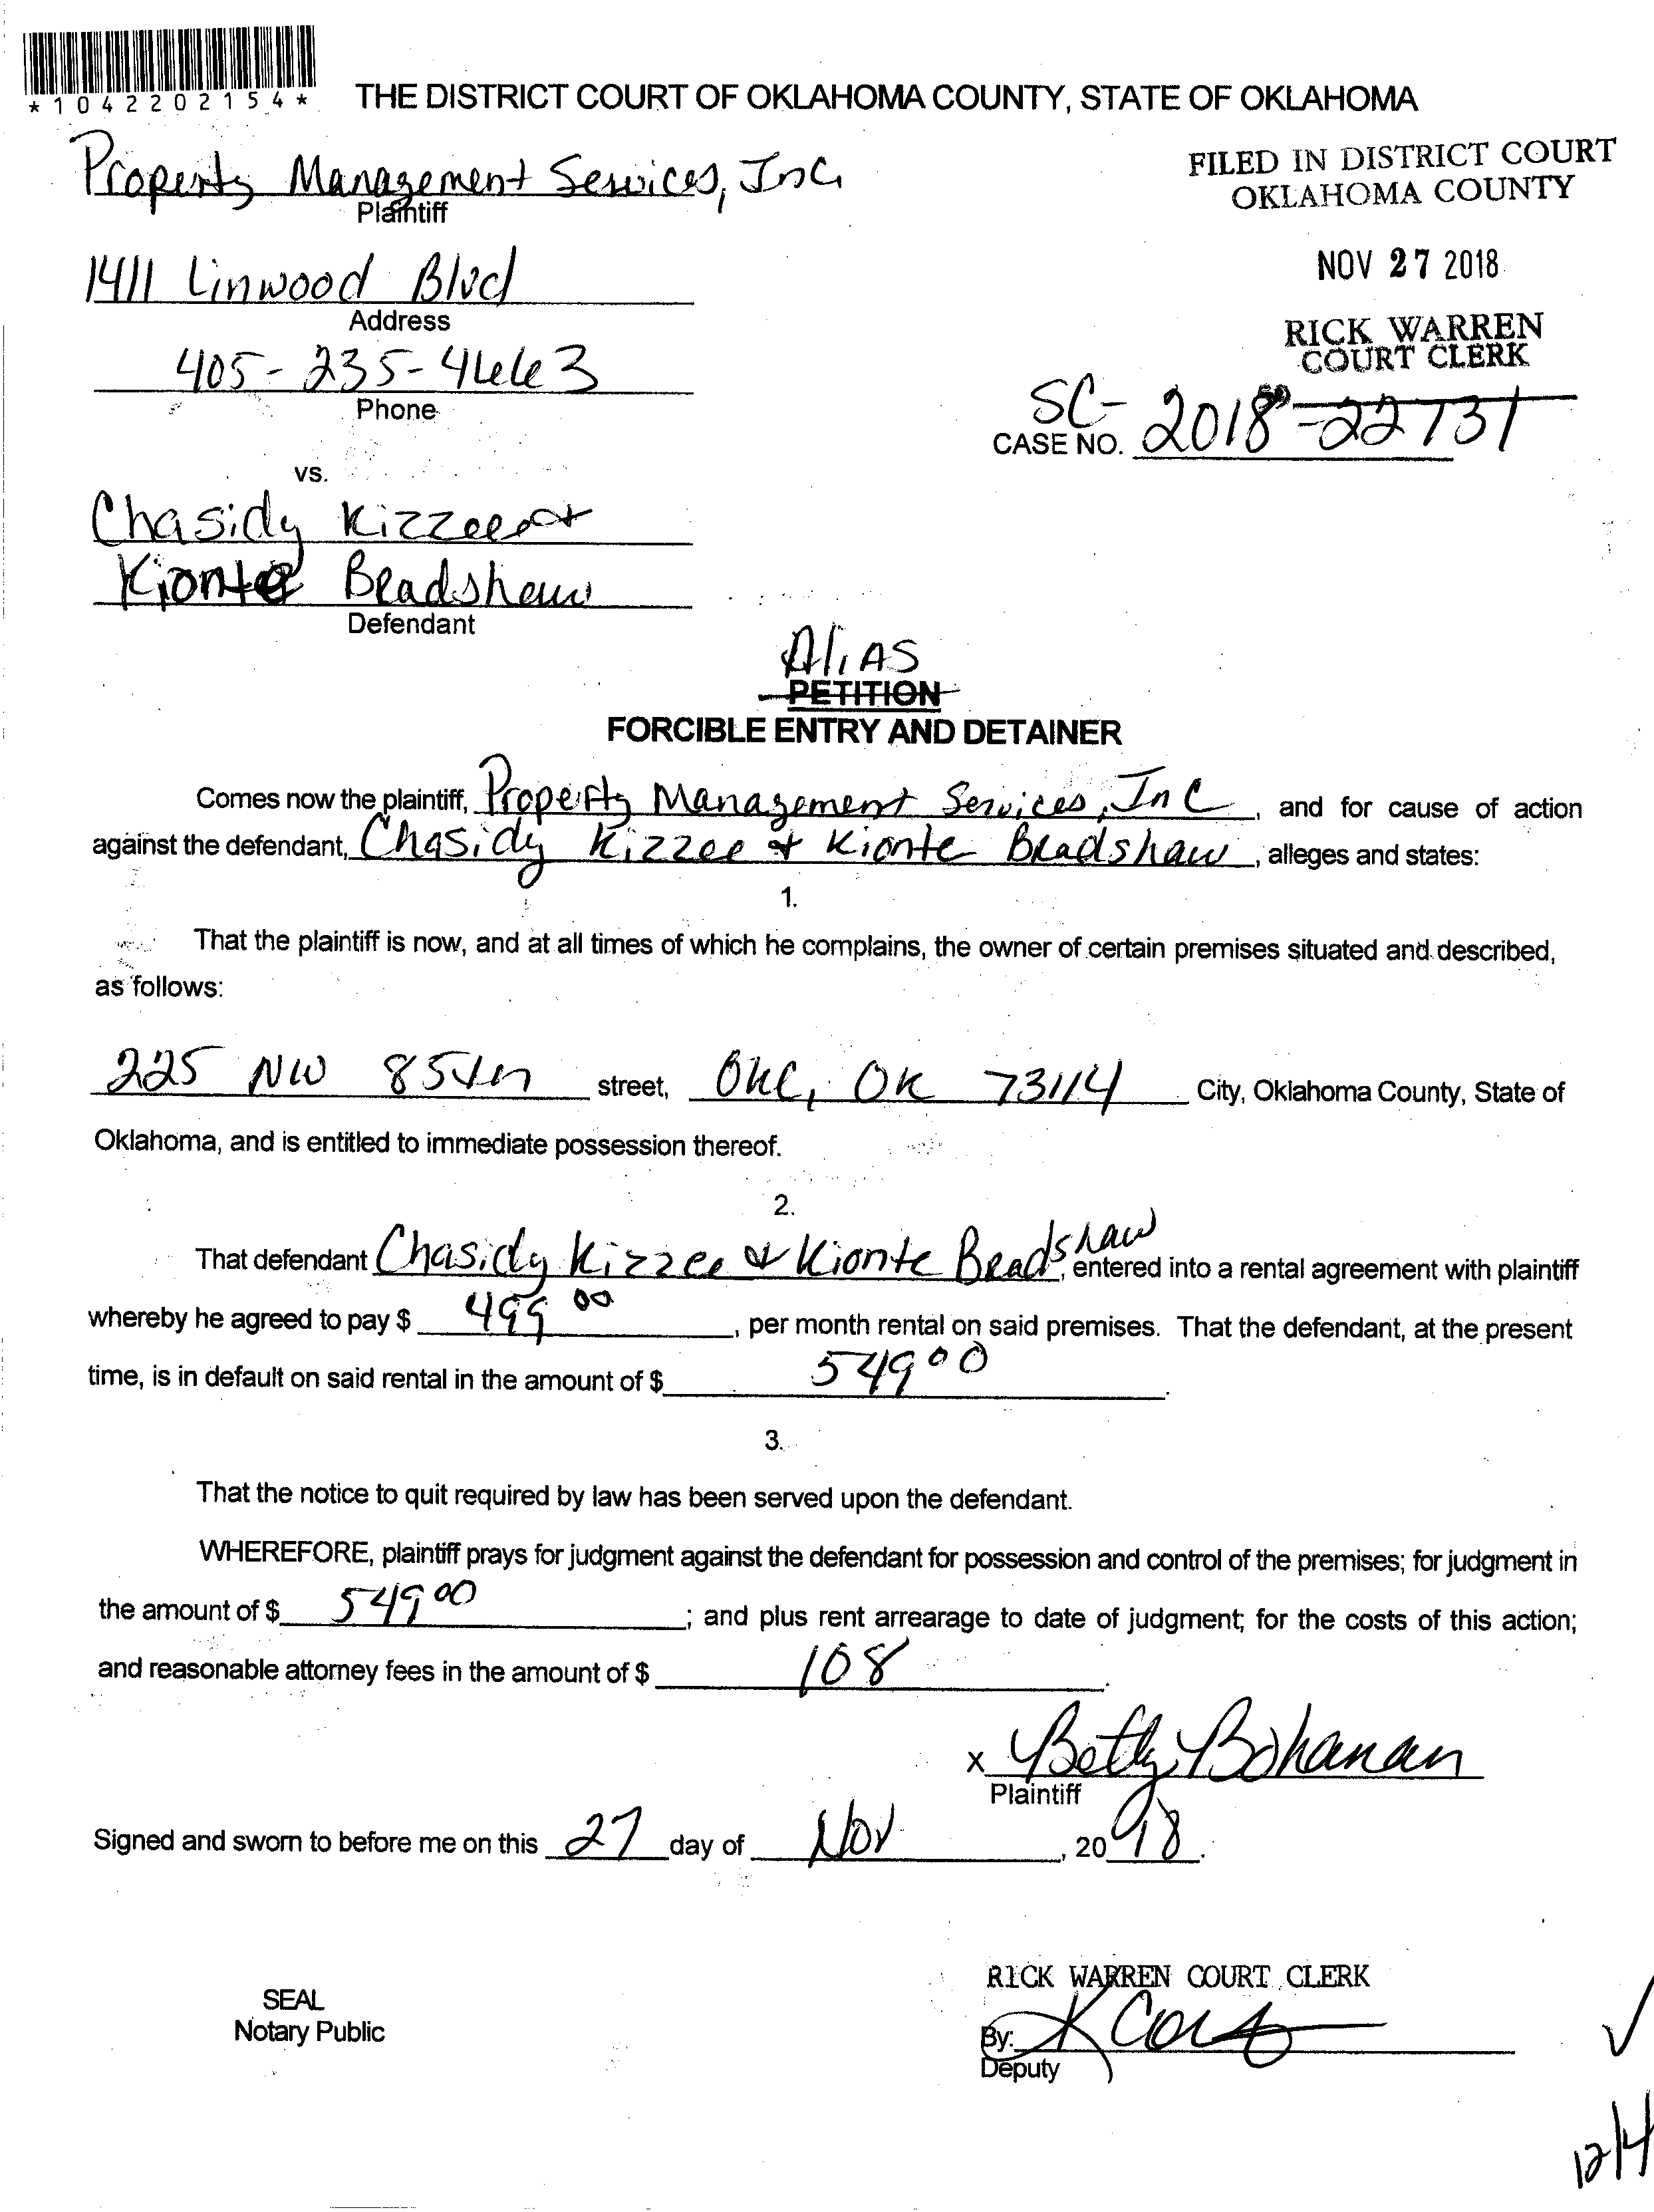 *1042202154*
THE DISTRICT COURT OF OKLAHOMA COUNTY, STATE OF OKLAHOMA
Property Management Services, Inc.
Plaintiff
FILED IN DISTRICT COURT
OKLAHOMA COUNTY
1411 Linwood Blvd
Address
NOV 27 2018
405-235-4663
Phone
RICK WARREN
COURT CLERK
SC-
CASE NO. 2018-22731
vs.
Chasidy Kizzee &
Kionte Bradshaw
Defendant
Alias
PETITION
FORCIBLE ENTRY AND DETAINER
Comes now the plaintiff, Property Management Services, Inc, and for cause of action
against the defendant, Chasidy Kizzee & Kionte Bradshaw, alleges and states:
1.
That the plaintiff is now, and at all times of which he complains, the owner of certain premises situated and described,
as follows:
225 NW 85th street, OKC, OK 73114 City, Oklahoma County, State of
Oklahoma, and is entitled to immediate possession thereof.
2.
That defendant Chasidy Kizzee & Kionte Bradshaw, entered into a rental agreement with plaintiff
whereby he agreed to pay $ 499 00, per month rental on said premises. That the defendant, at the present
time, is in default on said rental in the amount of $ 549 00.
3.
That the notice to quit required by law has been served upon the defendant.
WHEREFORE, plaintiff prays for judgment against the defendant for possession and control of the premises; for judgment in
the amount of $ 549 00; and plus rent arrearage to date of judgment; for the costs of this action;
and reasonable attorney fees in the amount of $ 108.
x Betty Bohanan
Plaintiff
Signed and sworn to before me on this 27 day of Nov, 2018.
RICK WARREN COURT CLERK
SEAL
Notary Public
By:
Deputy
12/4